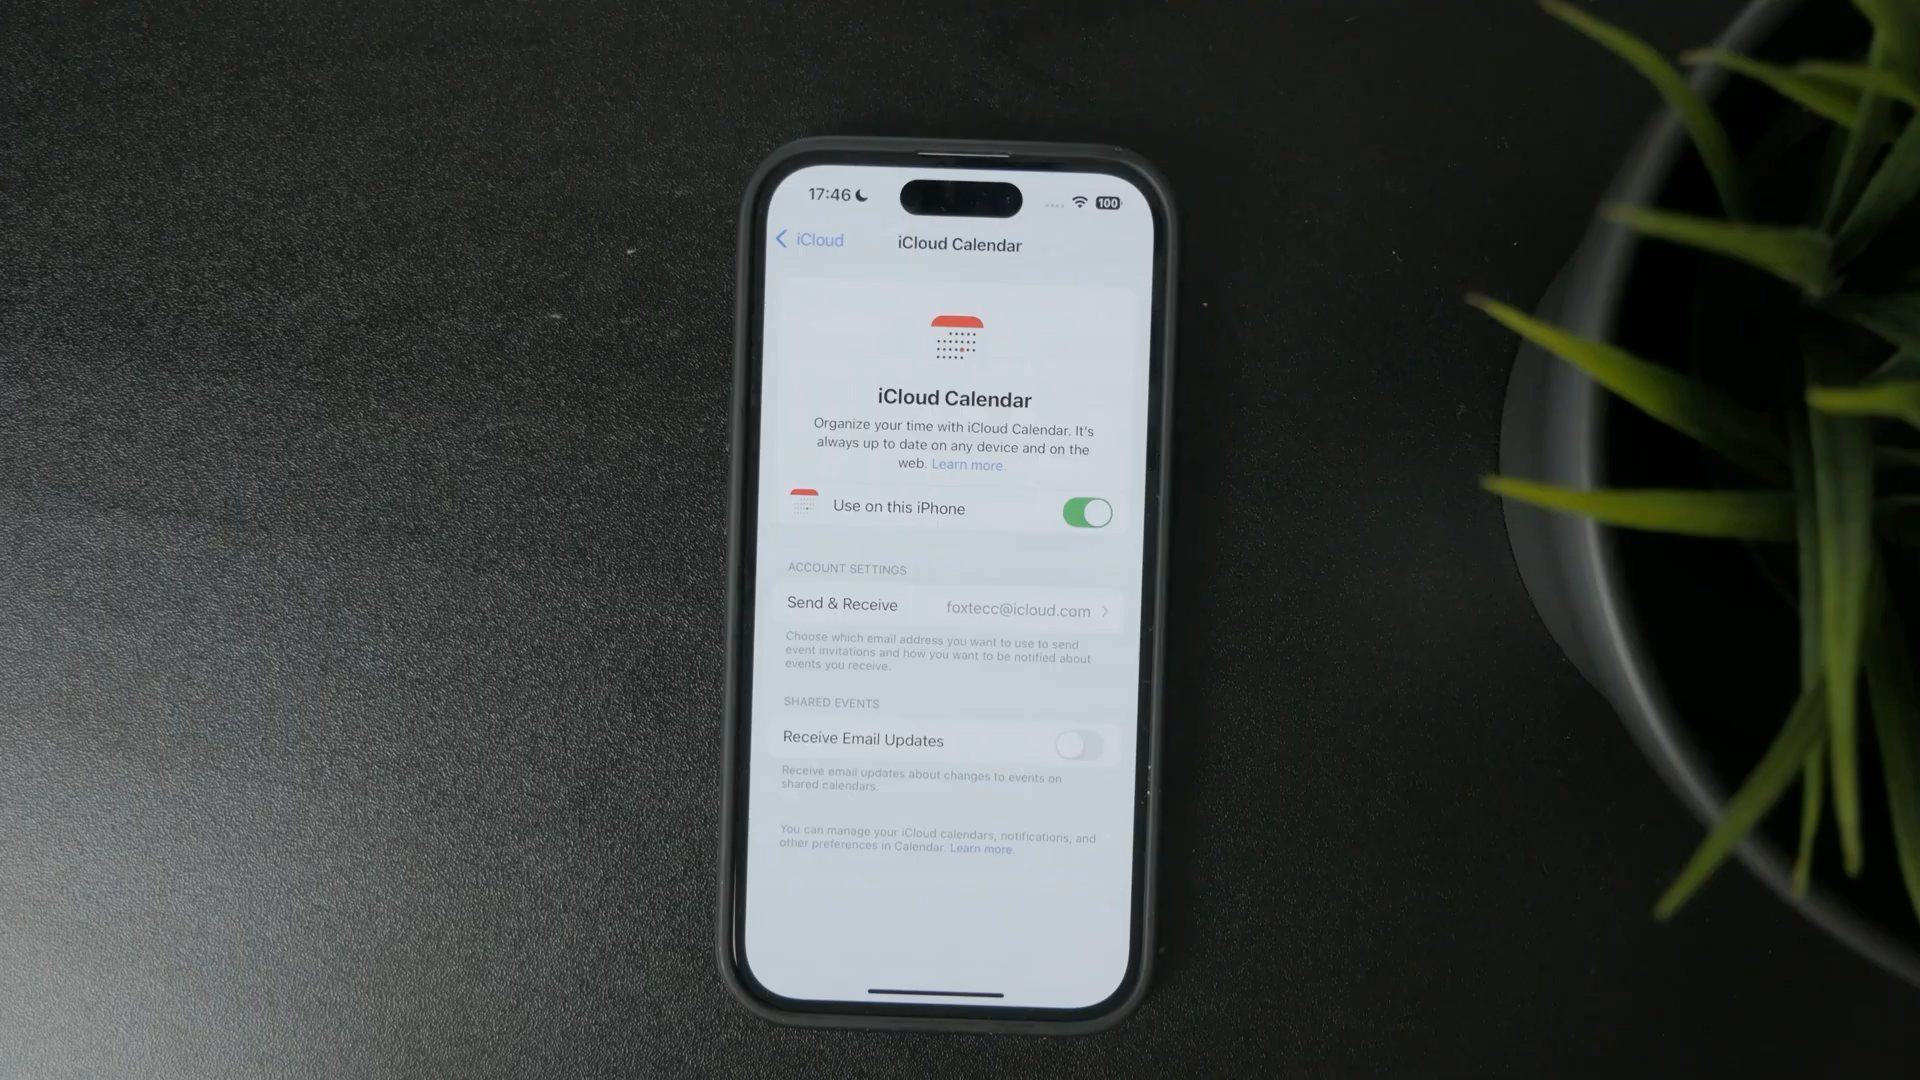 17:46
100
iCloud
iCloud Calendar
iCloud Calendar
Organize your time with iCloud Calendar. It's
always up to date on any device and on the
web. Learn more.
Use on this iPhone
ACCOUNT SETTINGS
Send & Receive foxtecc@icloud.com
Choose which email address you want to use to send
event invitations and how you want to be notified about
events you receive.
SHARED EVENTS
Receive Email Updates
Receive email updates about changes to events on
shared calendars.
You can manage your iCloud calendars, notifications, and
other preferences in Calendar. Learn more.